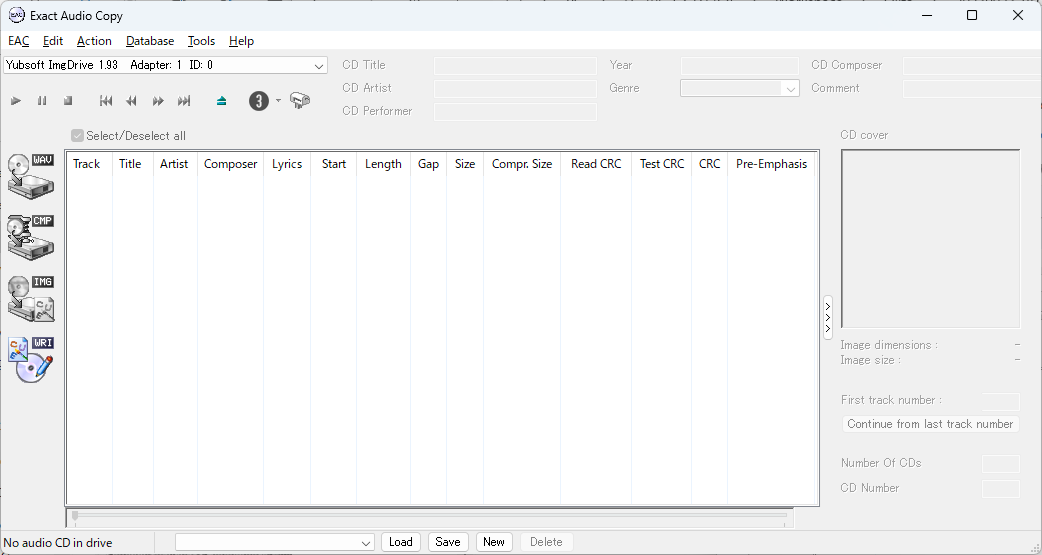 Exact Audio Copy
EAC Edit Action Database Tools Help
Yubsoft ImgDrive 1.93 Adapter: 1 ID: 0
CD Title
Year
CD Composer
CD Artist
Genre
Comment
CD Performer
3
Select/Deselect all
CD cover
WAV
CMP
IMG
WRI
Track Title Artist Composer Lyrics Start Length Gap Size Compr. Size Read CRC Test CRC CRC Pre-Emphasis
Image dimensions : -
Image size : -
First track number :
Continue from last track number
Number Of CDs
CD Number
No audio CD in drive
Load Save New Delete